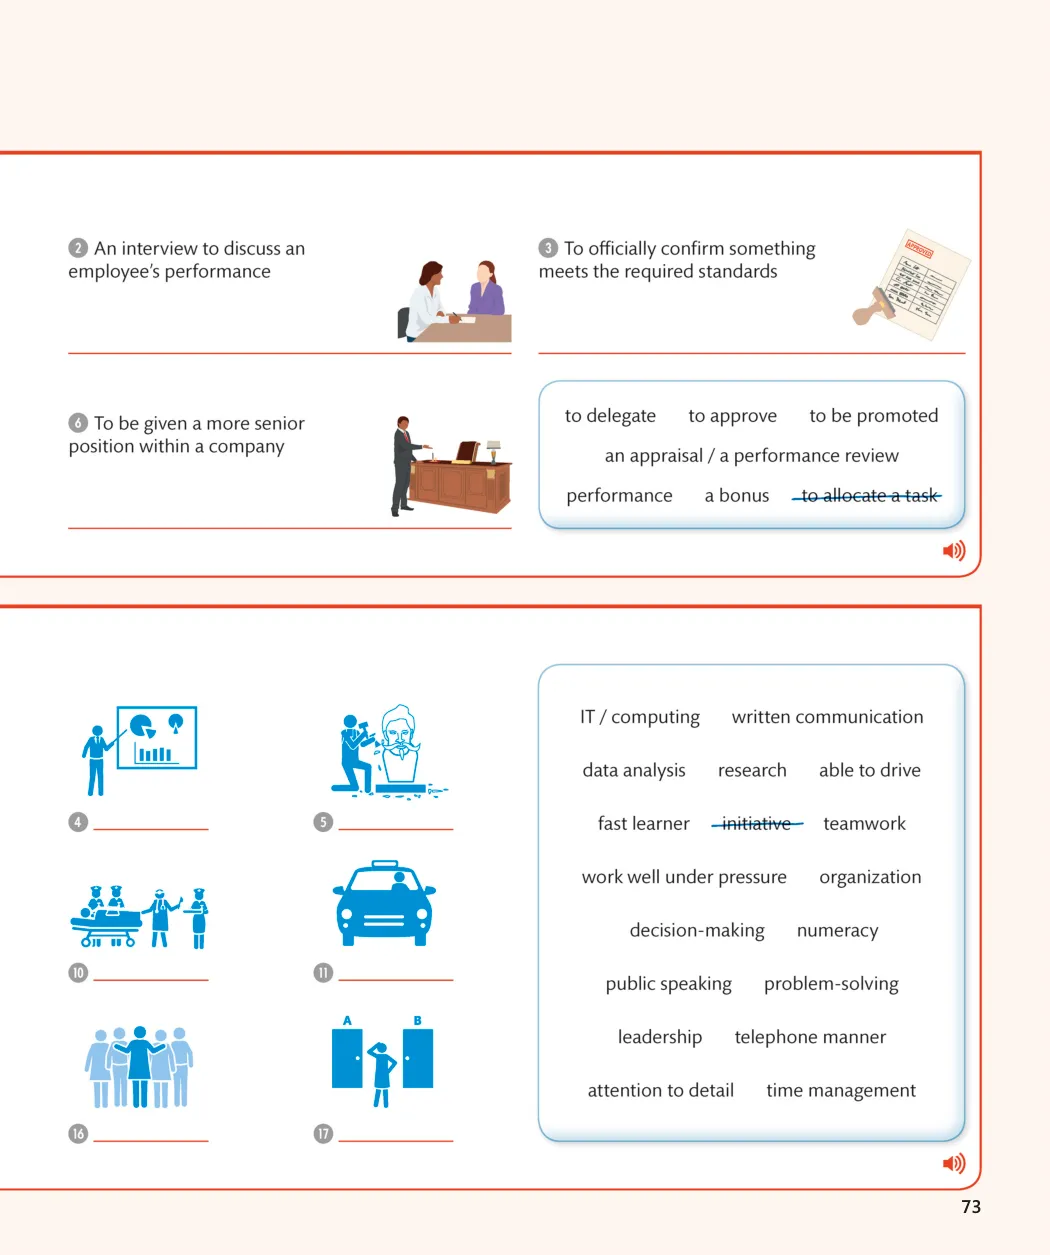 2 An interview to discuss an
employee's performance
3 To officially confirm something
meets the required standards
APPROVED
6 To be given a more senior
position within a company
to delegate to approve to be promoted
an appraisal / a performance review
performance a bonus to allocate a task
4
5
10
11
A B
16
17
IT / computing written communication
data analysis research able to drive
fast learner initiative teamwork
work well under pressure organization
decision-making numeracy
public speaking problem-solving
leadership telephone manner
attention to detail time management
73